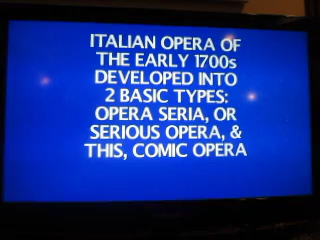 ITALIAN OPERA OF
THE EARLY 1700s
DEVELOPED INTO
2 BASIC TYPES:
OPERA SERIA, OR
SERIOUS OPERA, &
THIS, COMIC OPERA